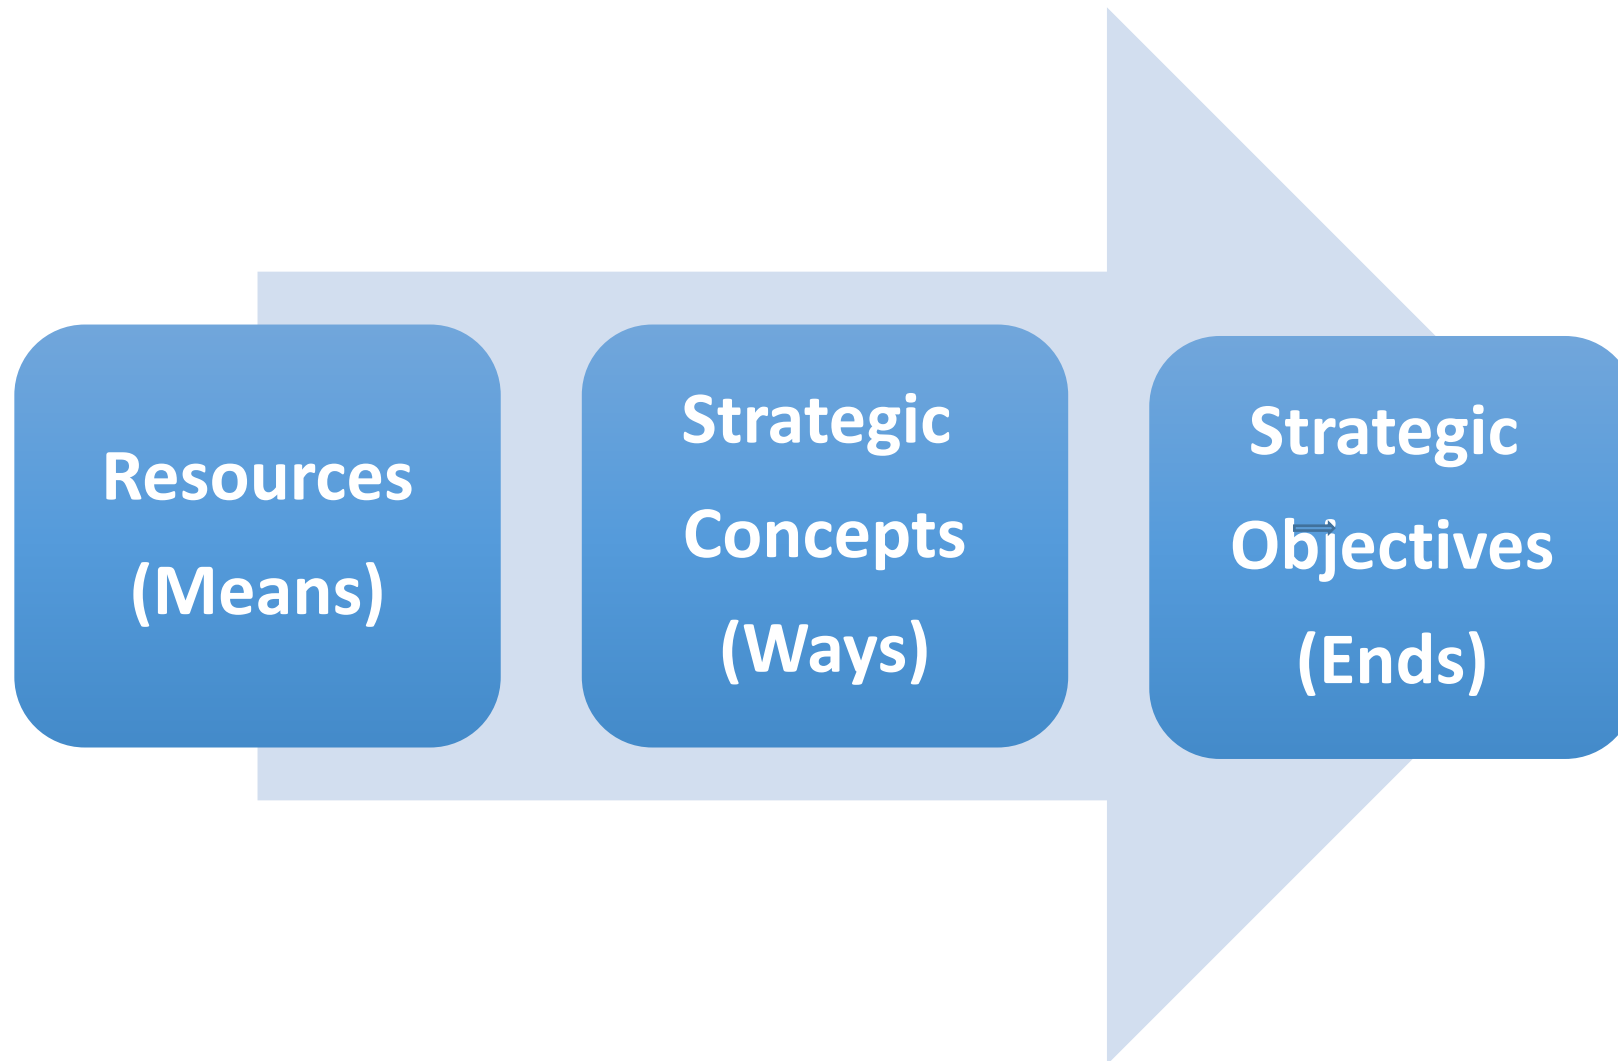 Resources
(Means)
Strategic
Concepts
(Ways)
Strategic
Objectives
(Ends)